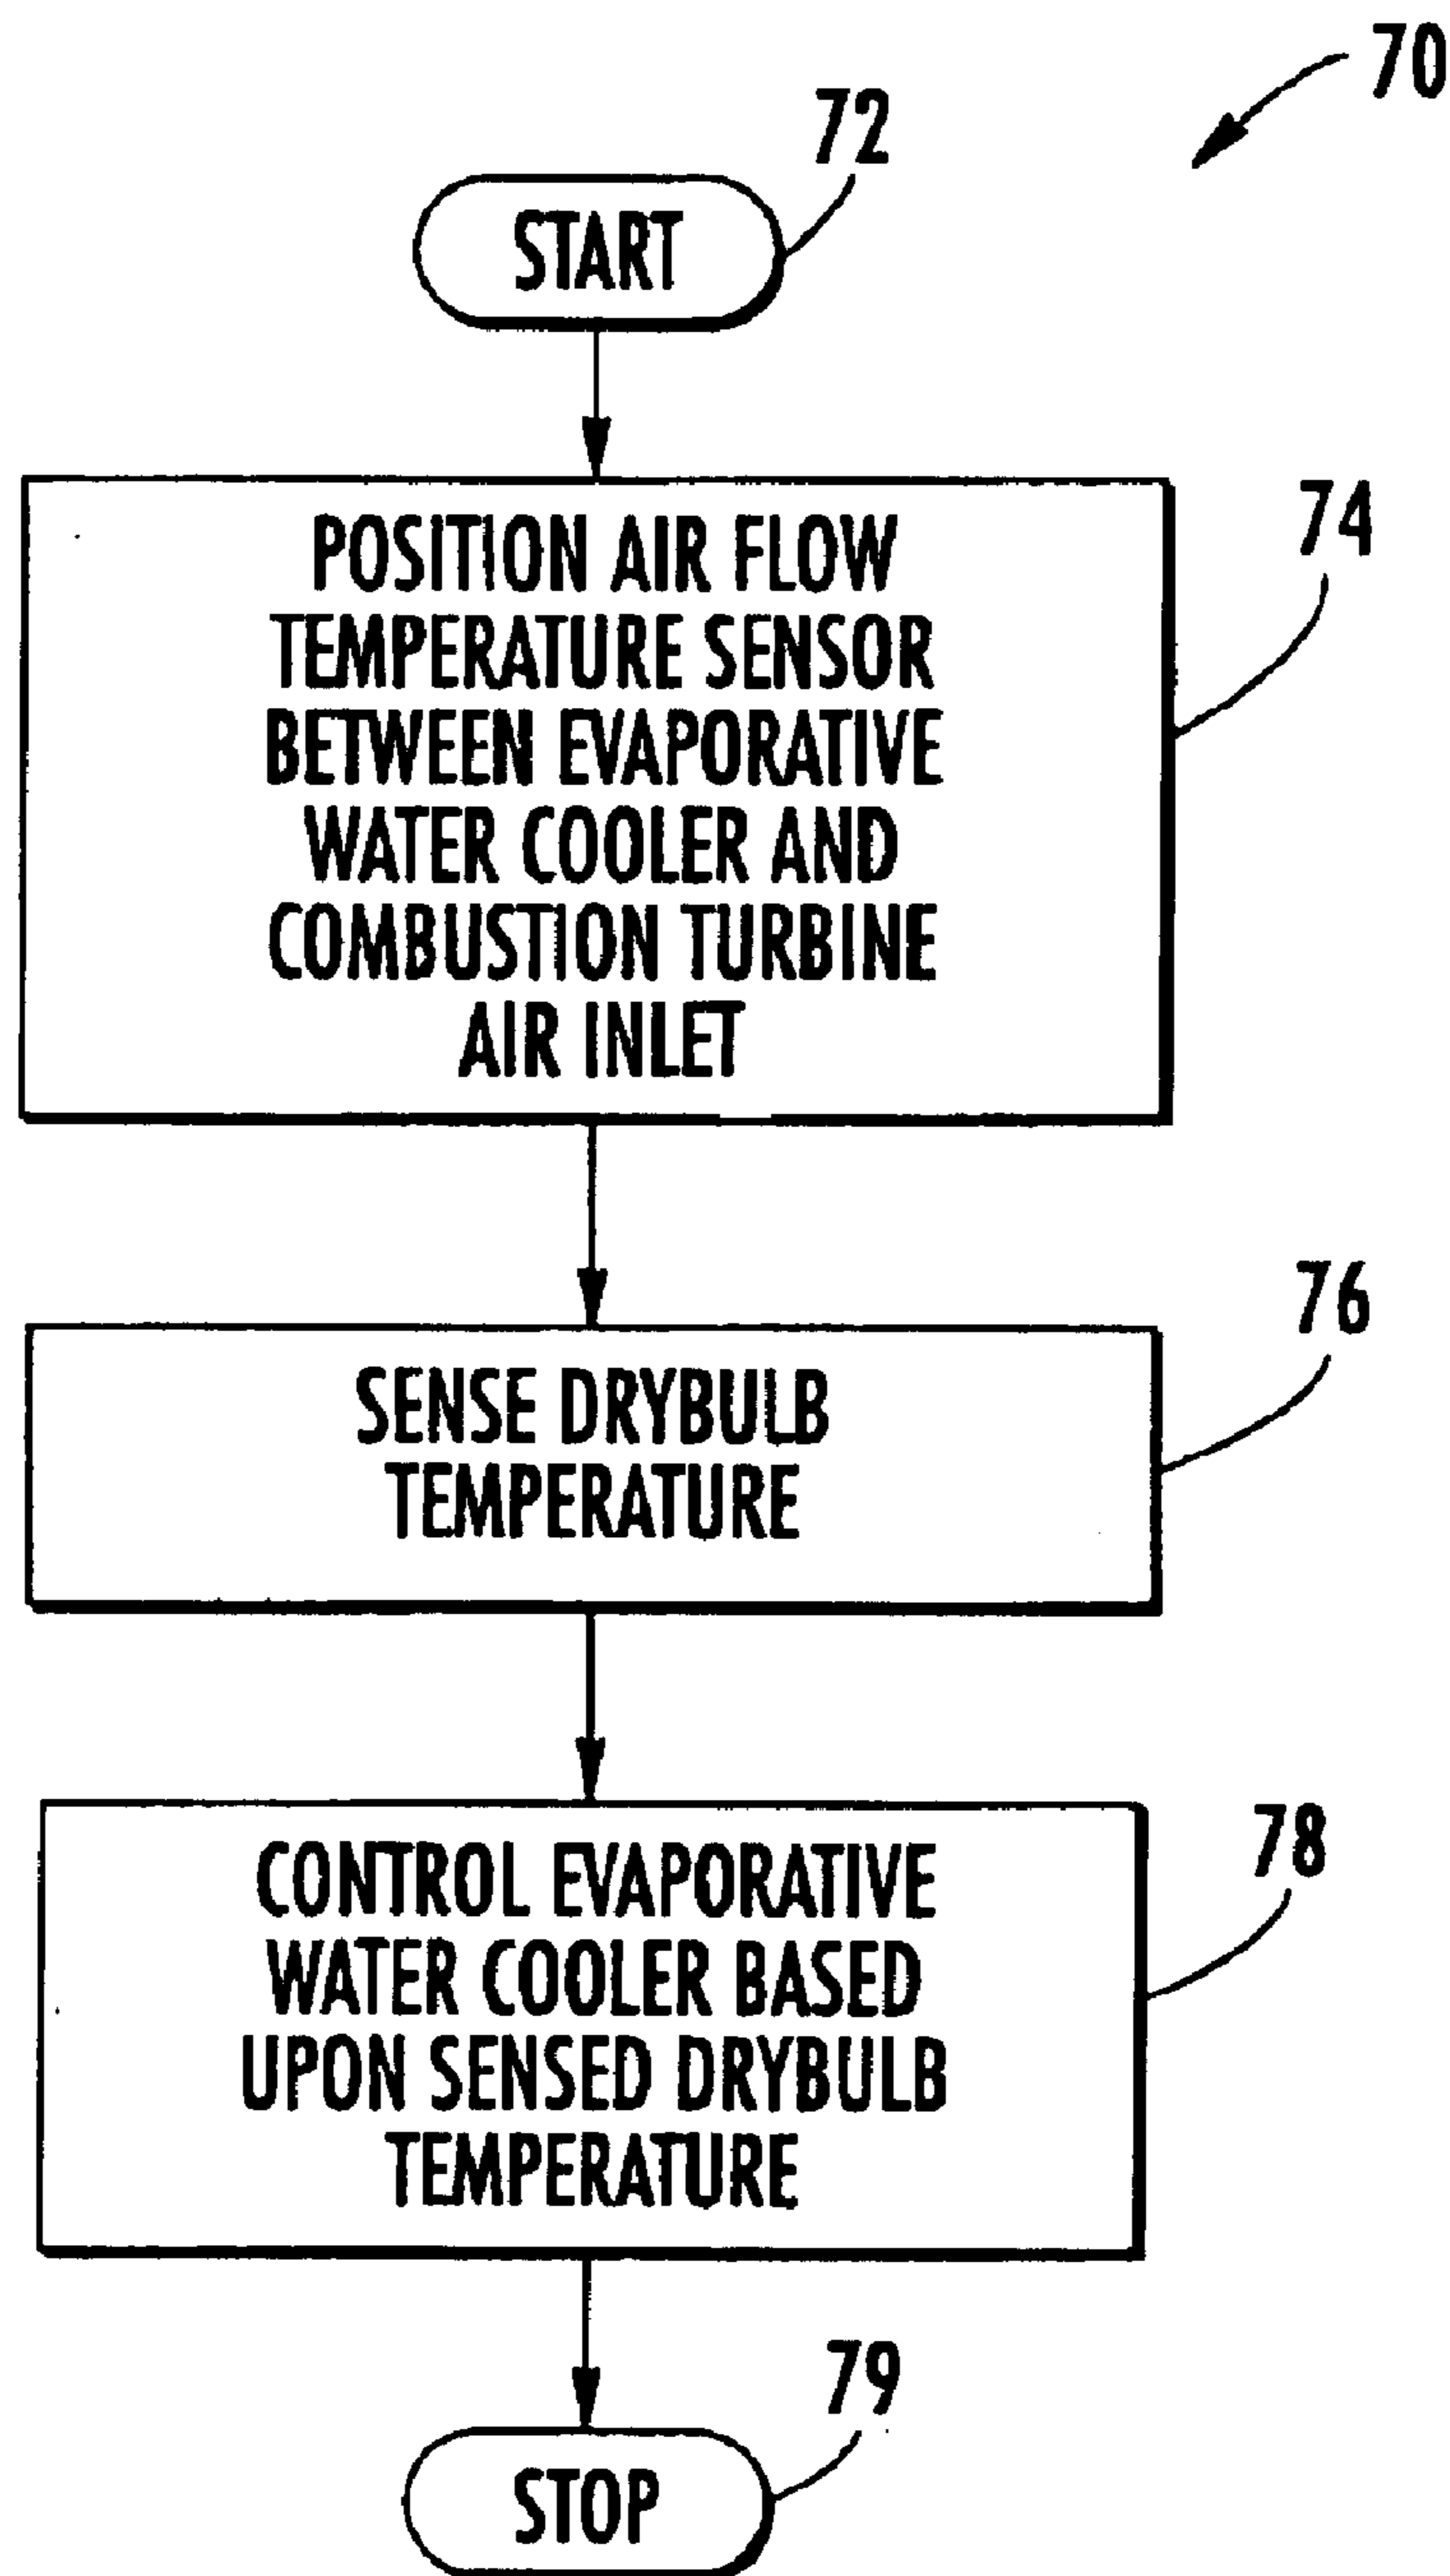 70
72
START
74
POSITION AIR FLOW
TEMPERATURE SENSOR
BETWEEN EVAPORATIVE
WATER COOLER AND
COMBUSTION TURBINE
AIR INLET
76
SENSE DRYBULB
TEMPERATURE
78
CONTROL EVAPORATIVE
WATER COOLER BASED
UPON SENSED DRYBULB
TEMPERATURE
79
STOP